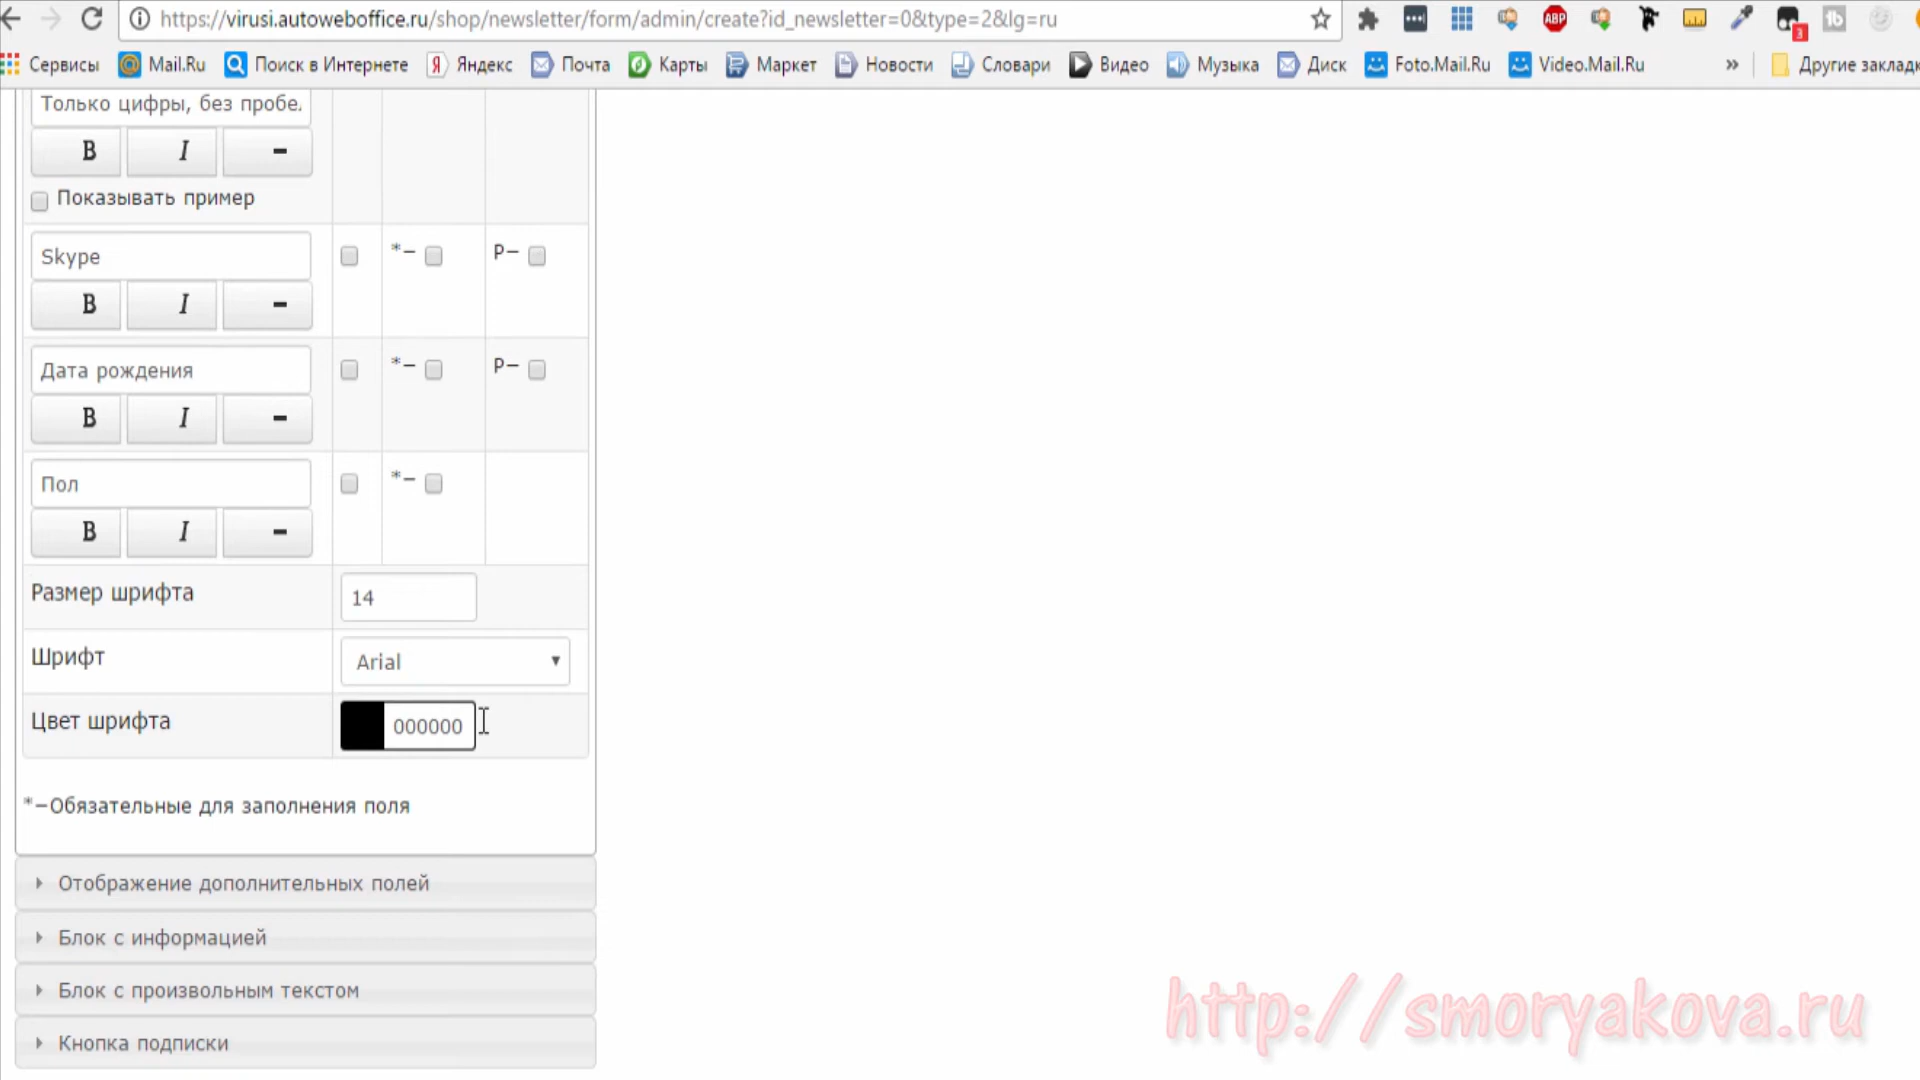 https://virusi.autoweboffice.ru/shop/newsletter/form/admin/create?id_newsletter=0&type=2&lg=ru
ABP
3
Сервисы Mail.Ru Поиск в Интернете Яндекс Почта Карты Маркет Новости Словари Видео Музыка Диск Foto.Mail.Ru Video.Mail.Ru » Другие закладк
Только цифры, без пробе.
B I -
Показывать пример
Skype *– P–
B I -
Дата рождения *– P–
B I -
Пол *–
B I -
Размер шрифта 14
Шрифт Arial
Цвет шрифта 000000
*–Обязательные для заполнения поля
Отображение дополнительных полей
Блок с информацией
Блок с произвольным текстом
Кнопка подписки
http://smoryakova.ru